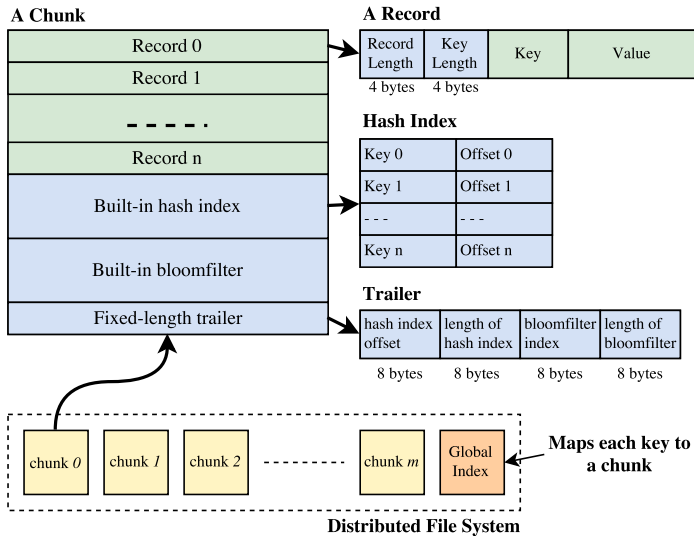 A Chunk
Record 0
Record 1
Record n
Built-in hash index
Built-in bloomfilter
Fixed-length trailer
A Record
Record Length
Key Length
Key
Value
4 bytes
4 bytes
Hash Index
Key 0
Offset 0
Key 1
Offset 1
- - -
- - -
Key n
Offset n
Trailer
hash index
offset
length of
hash index
bloomfilter
index
length of
bloomfilter
8 bytes
8 bytes
8 bytes
8 bytes
chunk 0
chunk 1
chunk 2
chunk m
Global
Index
Maps each key to
a chunk
Distributed File System